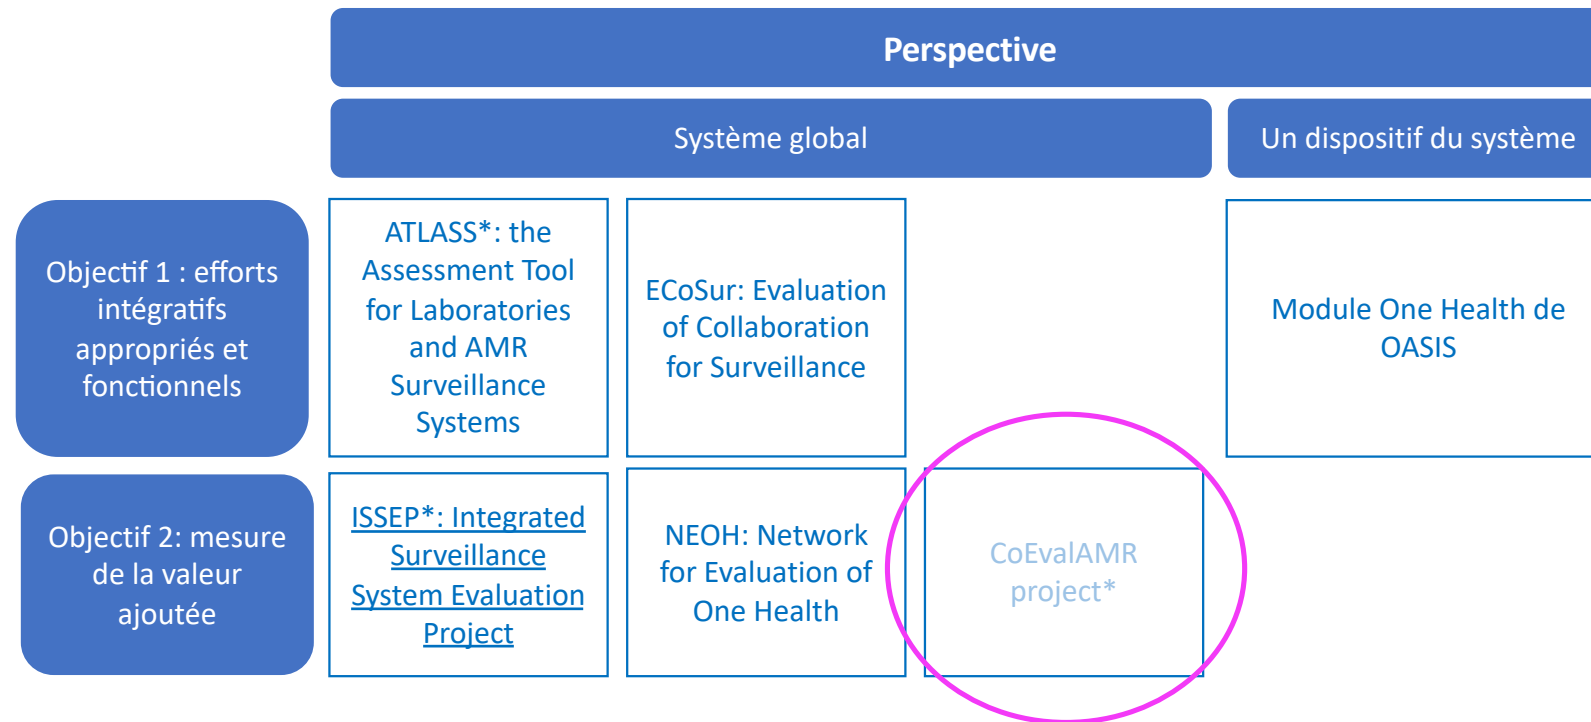 Perspective
Système global
Un dispositif du système
Objectif 1 : efforts
intégratifs
appropriés et
fonctionnels
ATLASS*: the
Assessment Tool
for Laboratories
and AMR
Surveillance
Systems
ECoSur: Evaluation
of Collaboration
for Surveillance
Module One Health de
OASIS
Objectif 2: mesure
de la valeur
ajoutée
ISSEP*: Integrated
Surveillance
System Evaluation
Project
NEOH: Network
for Evaluation of
One Health
CoEvalAMR
project*